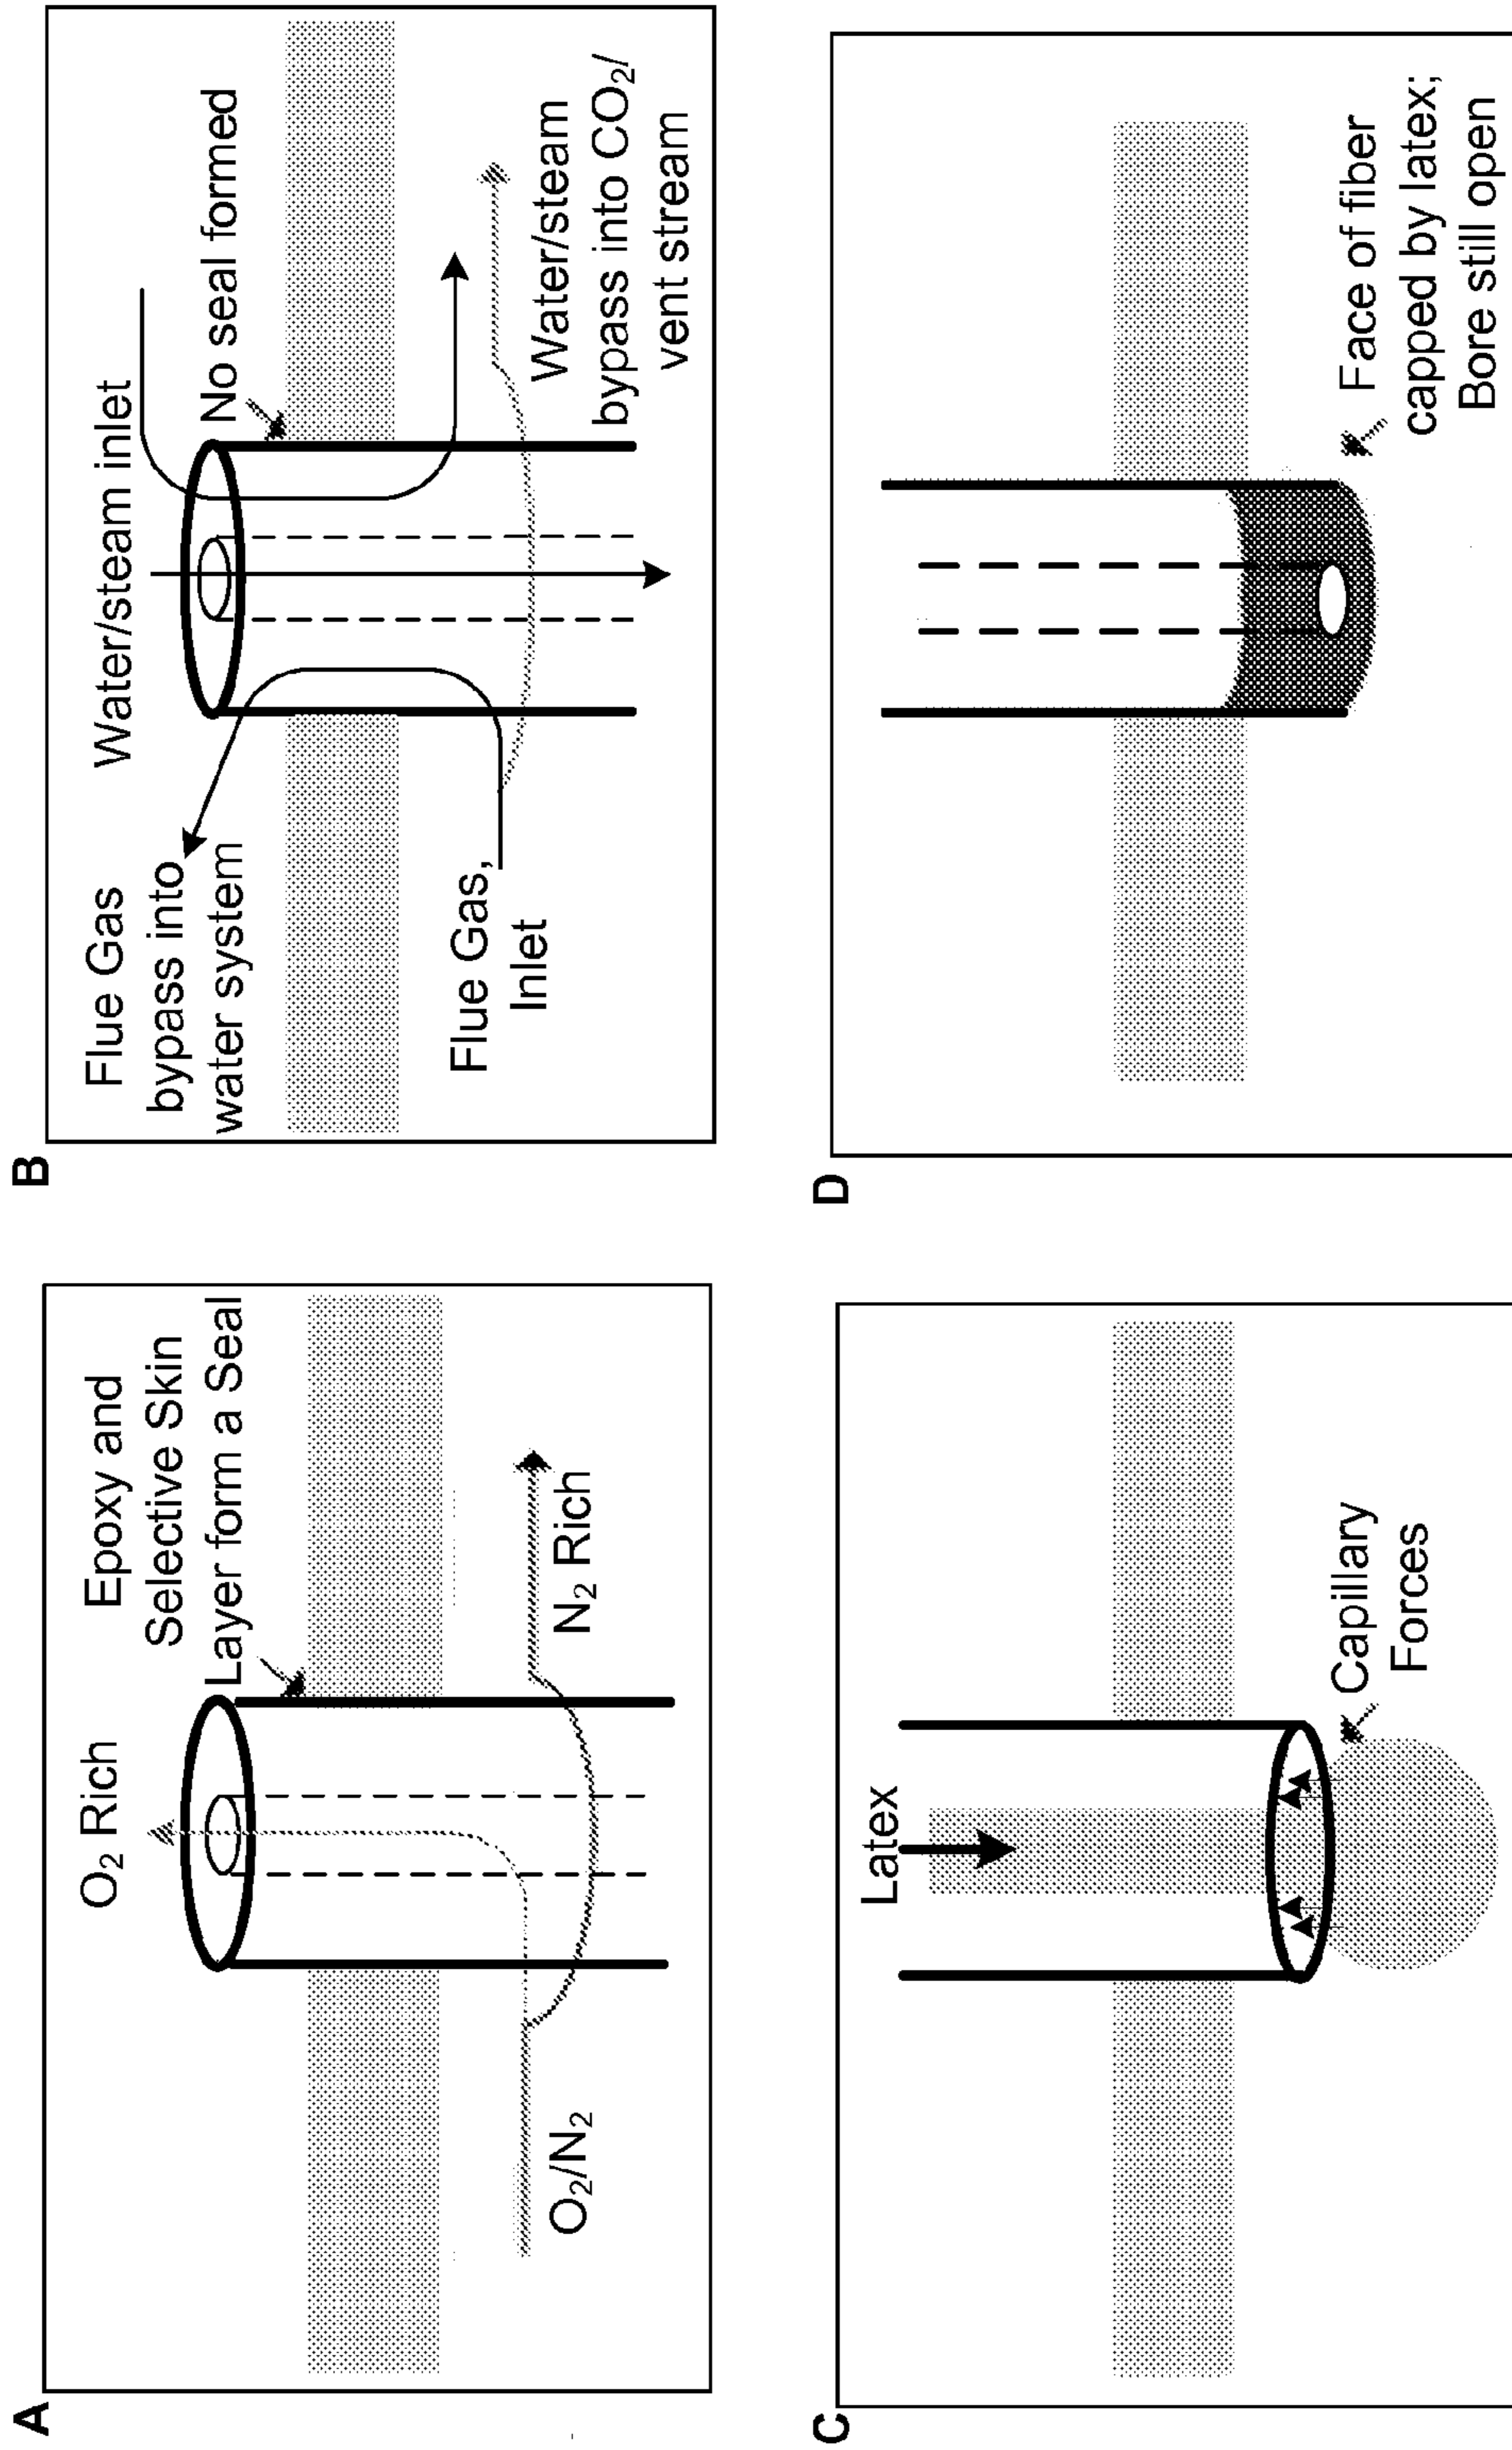 A
O₂ Rich
Epoxy and
Selective Skin
Layer form a Seal
O₂/N₂
N₂ Rich
B
Flue Gas
bypass into
water system
Water/steam inlet
No seal formed
Flue Gas,
Inlet
Water/steam
bypass into CO₂/
vent stream
C
Latex
Capillary
Forces
D
Face of fiber
capped by latex;
Bore still open